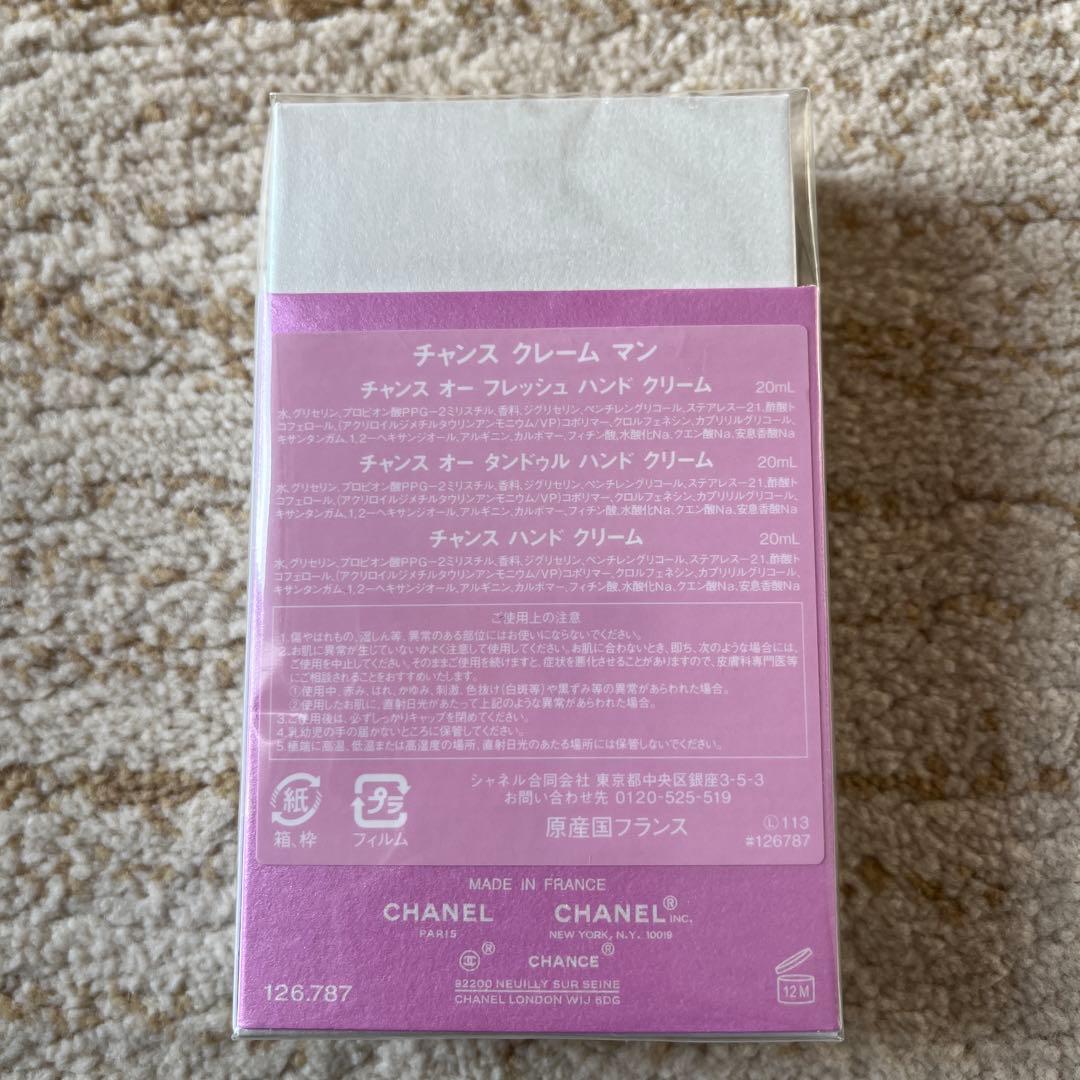 チャンス クレーム マン
チャンス オー フレッシュ ハンド クリーム 20mL
水、グリセリン、プロピオン酸PPG-2ミリスチル、香料、ジグリセリン、ペンチレングリコール、ステアレス-21、酢酸ト
コフェロール、(アクリロイルジメチルタウリンアンモニウム/VP)コポリマー、クロルフェネシン、カプリリルグリコール、
キサンタンガム、1,2-ヘキサンジオール、アルギニン、カルボマー、フィチン酸、水酸化Na、クエン酸Na、安息香酸Na
チャンス オー タンドゥル ハンド クリーム 20mL
水、グリセリン、プロピオン酸PPG-2ミリスチル、香料、ジグリセリン、ペンチレングリコール、ステアレス-21、酢酸ト
コフェロール、(アクリロイルジメチルタウリンアンモニウム/VP)コポリマー、クロルフェネシン、カプリリルグリコール、
キサンタンガム、1,2-ヘキサンジオール、アルギニン、カルボマー、フィチン酸、水酸化Na、クエン酸Na、安息香酸Na
チャンス ハンド クリーム 20mL
水、グリセリン、プロピオン酸PPG-2ミリスチル、香料、ジグリセリン、ペンチレングリコール、ステアレス-21、酢酸ト
コフェロール、(アクリロイルジメチルタウリンアンモニウム/VP)コポリマー、クロルフェネシン、カプリリルグリコール、
キサンタンガム、1,2-ヘキサンジオール、アルギニン、カルボマー、フィチン酸、水酸化Na、クエン酸Na、安息香酸Na
ご使用上の注意
1.傷やはれもの、湿しん等、異常のある部位にはお使いにならないでください。
2.お肌に異常が生じていないかよく注意して使用してください。お肌に合わないとき、即ち、次のような場合には、
ご使用を中止してください。そのままご使用を続けますと、症状を悪化させることがありますので、皮膚科専門医等
にご相談されることをおすすめいたします。
①使用中、赤み、はれ、かゆみ、刺激、色抜け(白斑等)や黒ずみ等の異常があらわれた場合。
②使用したお肌に、直射日光があたって上記のような異常があらわれた場合。
3.ご使用後は、必ずしっかりキャップを閉めてください。
4.乳幼児の手の届かないところに保管してください。
5.極端に高温、低温または高湿度の場所、直射日光のあたる場所には保管しないでください。
紙
箱、枠
プラ
フィルム
シャネル合同会社 東京都中央区銀座3-5-3
お問い合わせ先 0120-525-519
原産国フランス
Ⓛ113
#126787
MADE IN FRANCE
CHANEL CHANEL® INC.
PARIS NEW YORK, N.Y. 10019
® CHANCE®
92200 NEUILLY SUR SEINE
CHANEL LONDON W1J 6DG
126.787
12M